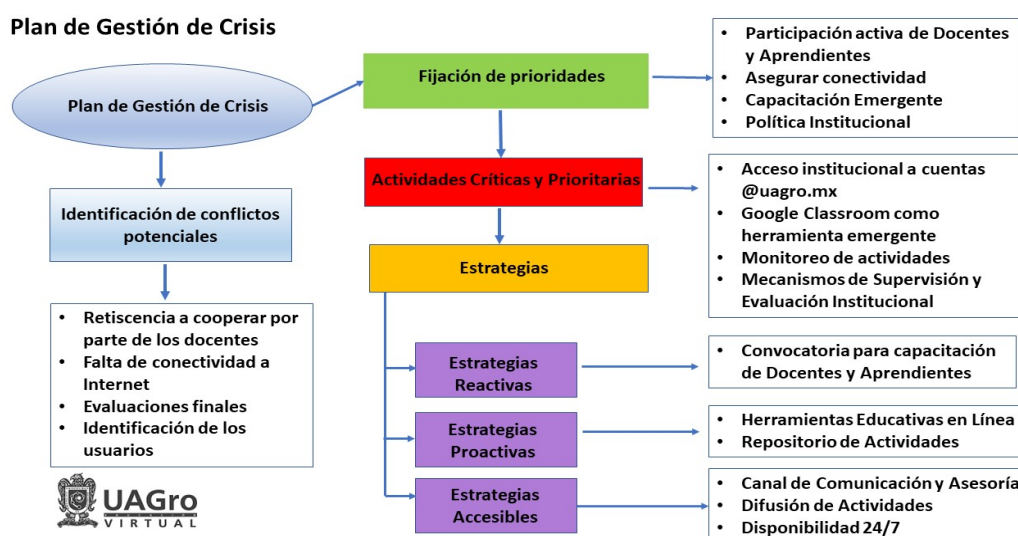 Plan de Gestión de Crisis
Plan de Gestión de Crisis
Identificación de conflictos
potenciales
• Retiscencia a cooperar por
parte de los docentes
• Falta de conectividad a
Internet
• Evaluaciones finales
• Identificación de los
usuarios
UAGro
VIRTUAL
Fijación de prioridades
• Participación activa de Docentes
y Aprendientes
• Asegurar conectividad
• Capacitación Emergente
• Política Institucional
Actividades Críticas y Prioritarias
• Acceso institucional a cuentas
@uagro.mx
• Google Classroom como
herramienta emergente
• Monitoreo de actividades
• Mecanismos de Supervisión y
Evaluación Institucional
Estrategias
Estrategias
Reactivas
• Convocatoria para capacitación
de Docentes y Aprendientes
Estrategias
Proactivas
• Herramientas Educativas en Línea
• Repositorio de Actividades
Estrategias
Accesibles
• Canal de Comunicación y Asesoría
• Difusión de Actividades
• Disponibilidad 24/7